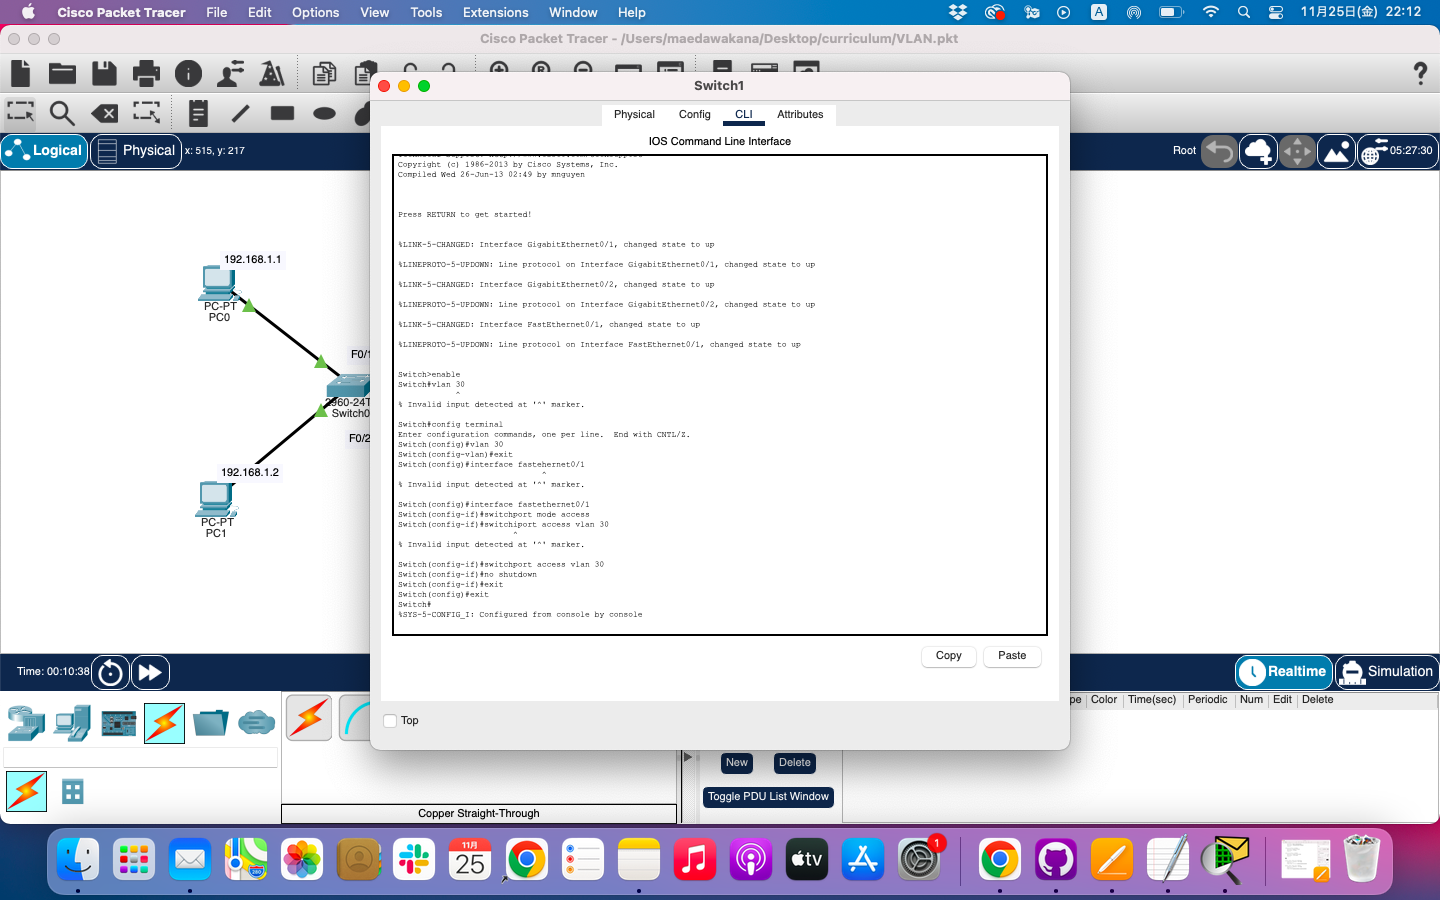 Cisco Packet Tracer File Edit Options View Tools Extensions Window Help A 11月25日(金) 22:12
Cisco Packet Tracer - /Users/maedawakana/Desktop/curriculum/VLAN.pkt
Switch1
Physical Config CLI Attributes
IOS Command Line Interface
Logical Physical x: 515, y: 217
Root 05:27:30
Copyright (c) 1986-2013 by Cisco Systems, Inc.
Compiled Wed 26-Jun-13 02:49 by mnguyen
Press RETURN to get started!
%LINK-5-CHANGED: Interface GigabitEthernet0/1, changed state to up
%LINEPROTO-5-UPDOWN: Line protocol on Interface GigabitEthernet0/1, changed state to up
%LINK-5-CHANGED: Interface GigabitEthernet0/2, changed state to up
%LINEPROTO-5-UPDOWN: Line protocol on Interface GigabitEthernet0/2, changed state to up
%LINK-5-CHANGED: Interface FastEthernet0/1, changed state to up
%LINEPROTO-5-UPDOWN: Line protocol on Interface FastEthernet0/1, changed state to up
Switch>enable
Switch#vlan 30
^
% Invalid input detected at '^' marker.
Switch#config terminal
Enter configuration commands, one per line. End with CNTL/Z.
Switch(config)#vlan 30
Switch(config-vlan)#exit
Switch(config)#interface fastehernet0/1
^
% Invalid input detected at '^' marker.
Switch(config)#interface fastethernet0/1
Switch(config-if)#switchport mode access
Switch(config-if)#switchiport access vlan 30
^
% Invalid input detected at '^' marker.
Switch(config-if)#switchport access vlan 30
Switch(config-if)#no shutdown
Switch(config-if)#exit
Switch(config)#exit
Switch#
%SYS-5-CONFIG_I: Configured from console by console
Copy Paste
Top
192.168.1.1
PC-PT
PC0
F0/1
2960-24T
Switch0
F0/2
192.168.1.2
PC-PT
PC1
Time: 00:10:38
Realtime Simulation
pe Color Time(sec) Periodic Num Edit Delete
New Delete
Toggle PDU List Window
Copper Straight-Through
11月
25
280
tv
1